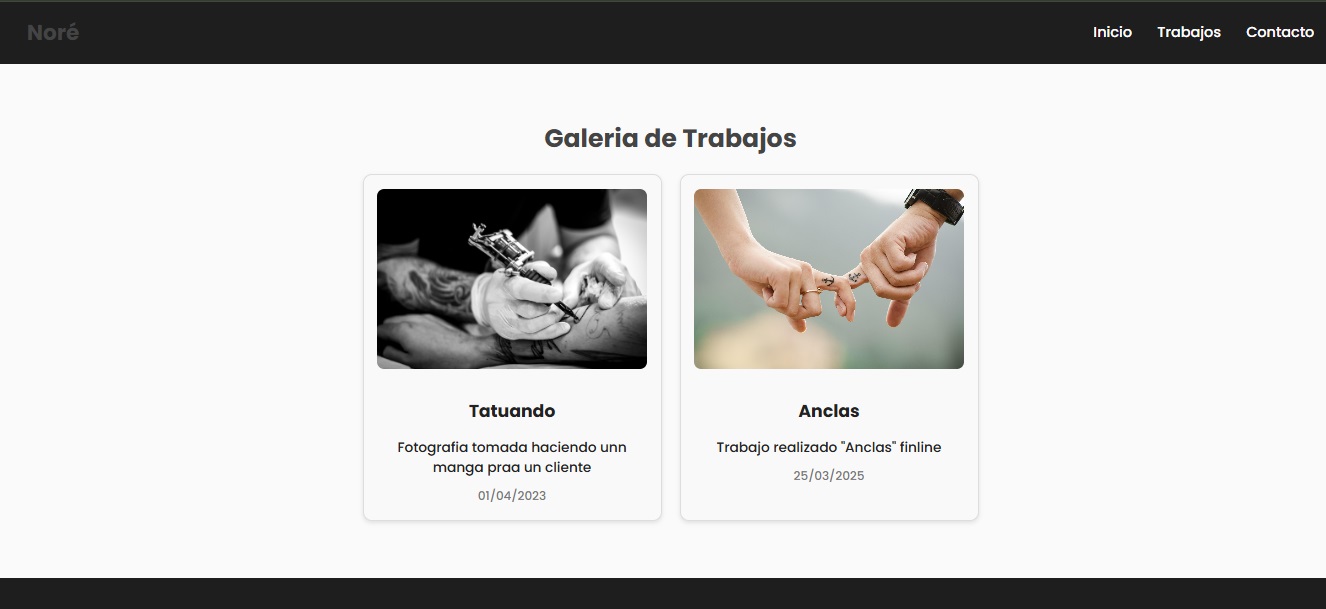 Noré
Inicio Trabajos Contacto
Galeria de Trabajos
Tatuando
Fotografia tomada haciendo unn
manga praa un cliente
01/04/2023
Anclas
Trabajo realizado "Anclas" finline
25/03/2025